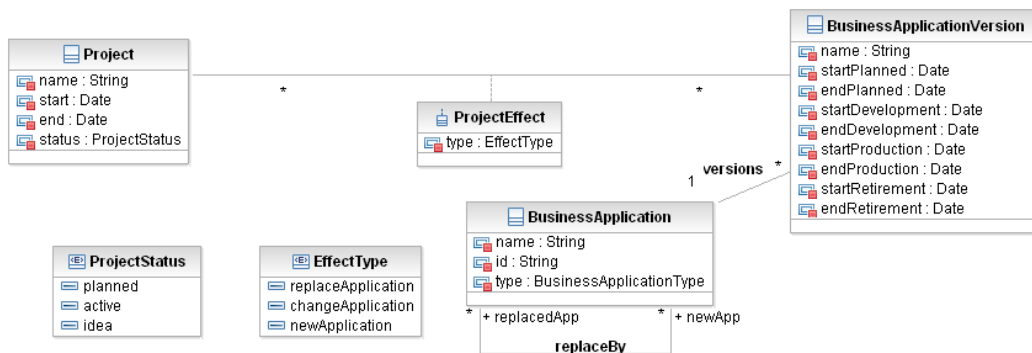 Project
name : String
start : Date
end : Date
status : ProjectStatus
*
*
ProjectEffect
type : EffectType
BusinessApplicationVersion
name : String
startPlanned : Date
endPlanned : Date
startDevelopment : Date
endDevelopment : Date
startProduction : Date
endProduction : Date
startRetirement : Date
endRetirement : Date
versions *
1
BusinessApplication
name : String
id : String
type : BusinessApplicationType
* + replacedApp
* + newApp
replaceBy
ProjectStatus
planned
active
idea
EffectType
replaceApplication
changeApplication
newApplication